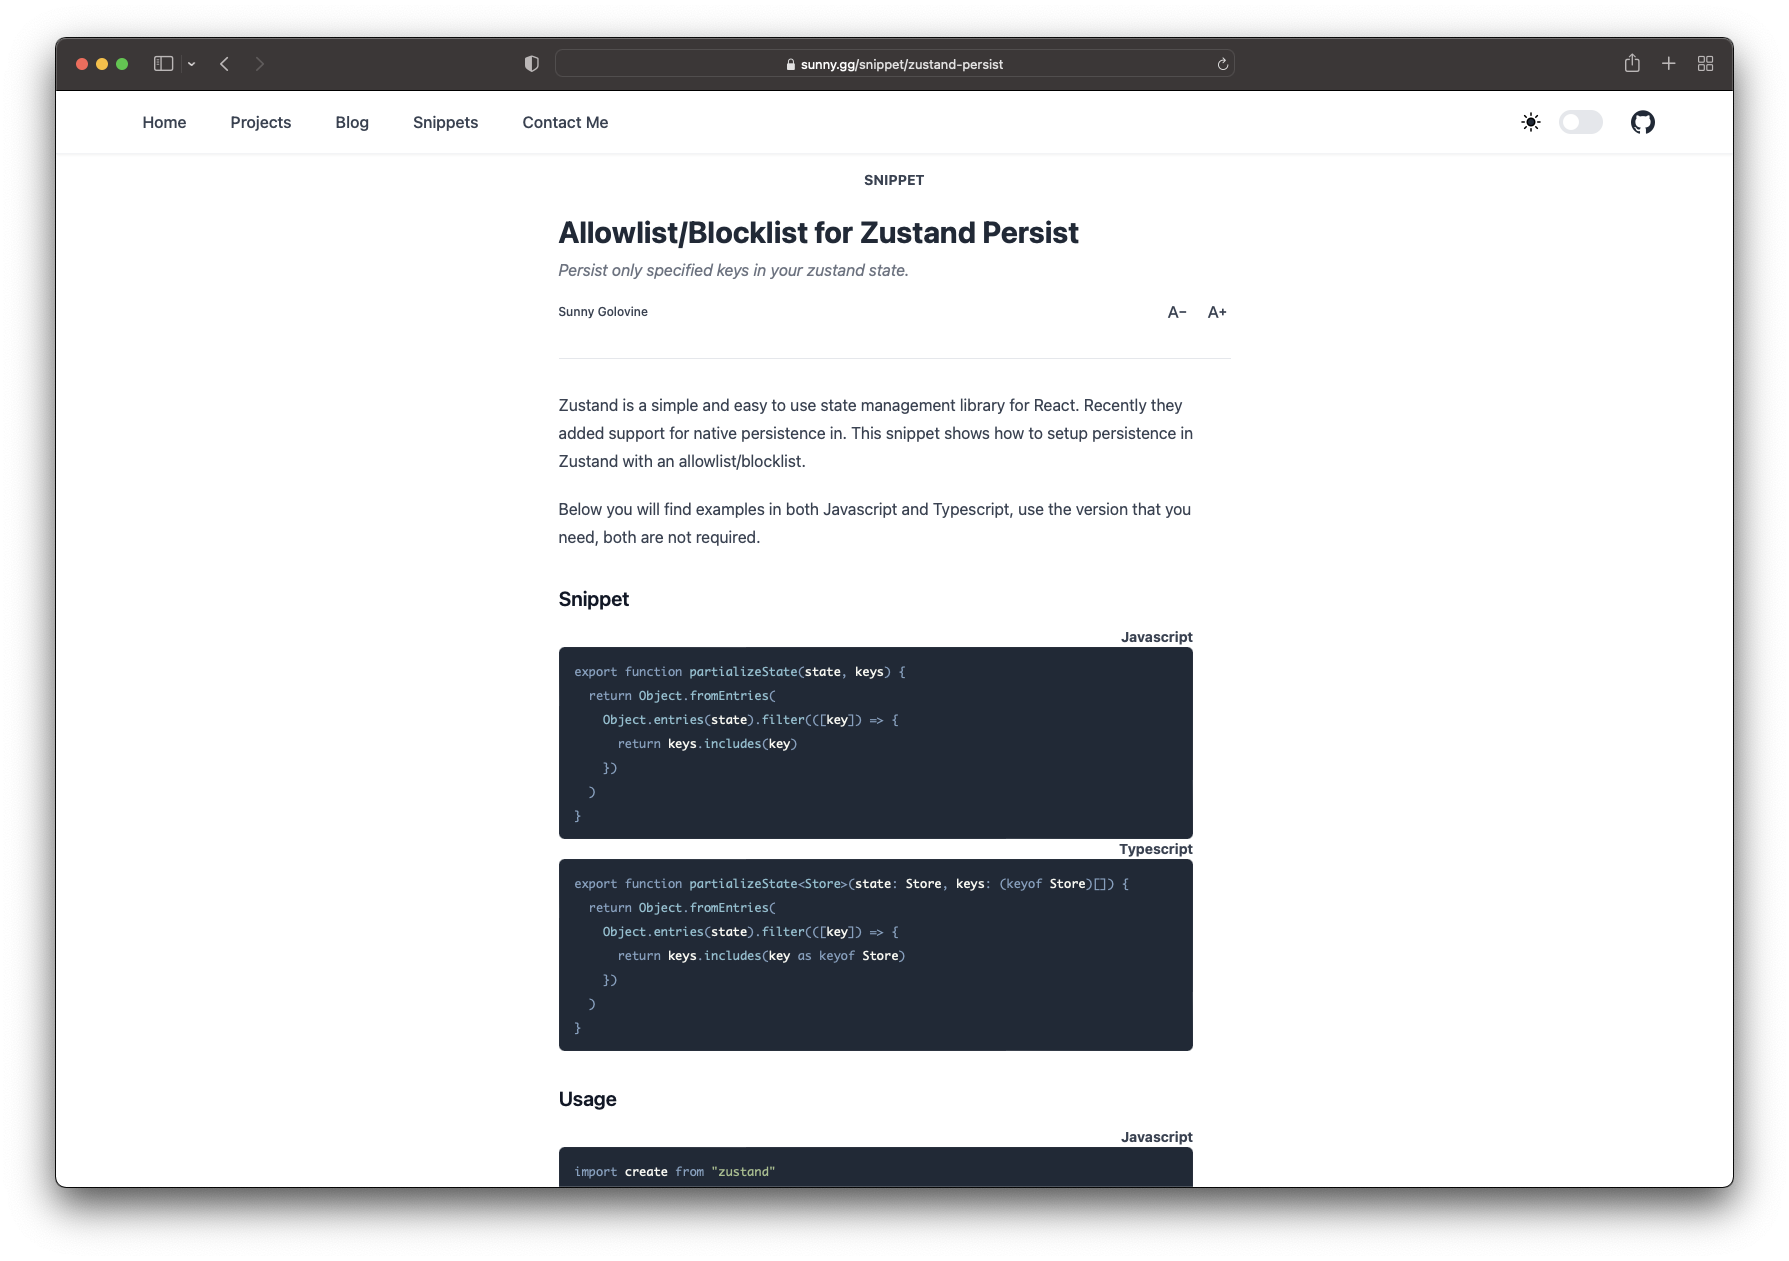 sunny.gg/snippet/zustand-persist
Home Projects Blog Snippets Contact Me
SNIPPET
Allowlist/Blocklist for Zustand Persist
Persist only specified keys in your zustand state.
Sunny Golovine A- A+
Zustand is a simple and easy to use state management library for React. Recently they
added support for native persistence in. This snippet shows how to setup persistence in
Zustand with an allowlist/blocklist.
Below you will find examples in both Javascript and Typescript, use the version that you
need, both are not required.
Snippet
Javascript
export function partializeState(state, keys) {
  return Object.fromEntries(
    Object.entries(state).filter(([key]) => {
      return keys.includes(key)
    })
  )
}
Typescript
export function partializeState<Store>(state: Store, keys: (keyof Store)[]) {
  return Object.fromEntries(
    Object.entries(state).filter(([key]) => {
      return keys.includes(key as keyof Store)
    })
  )
}
Usage
Javascript
import create from "zustand"